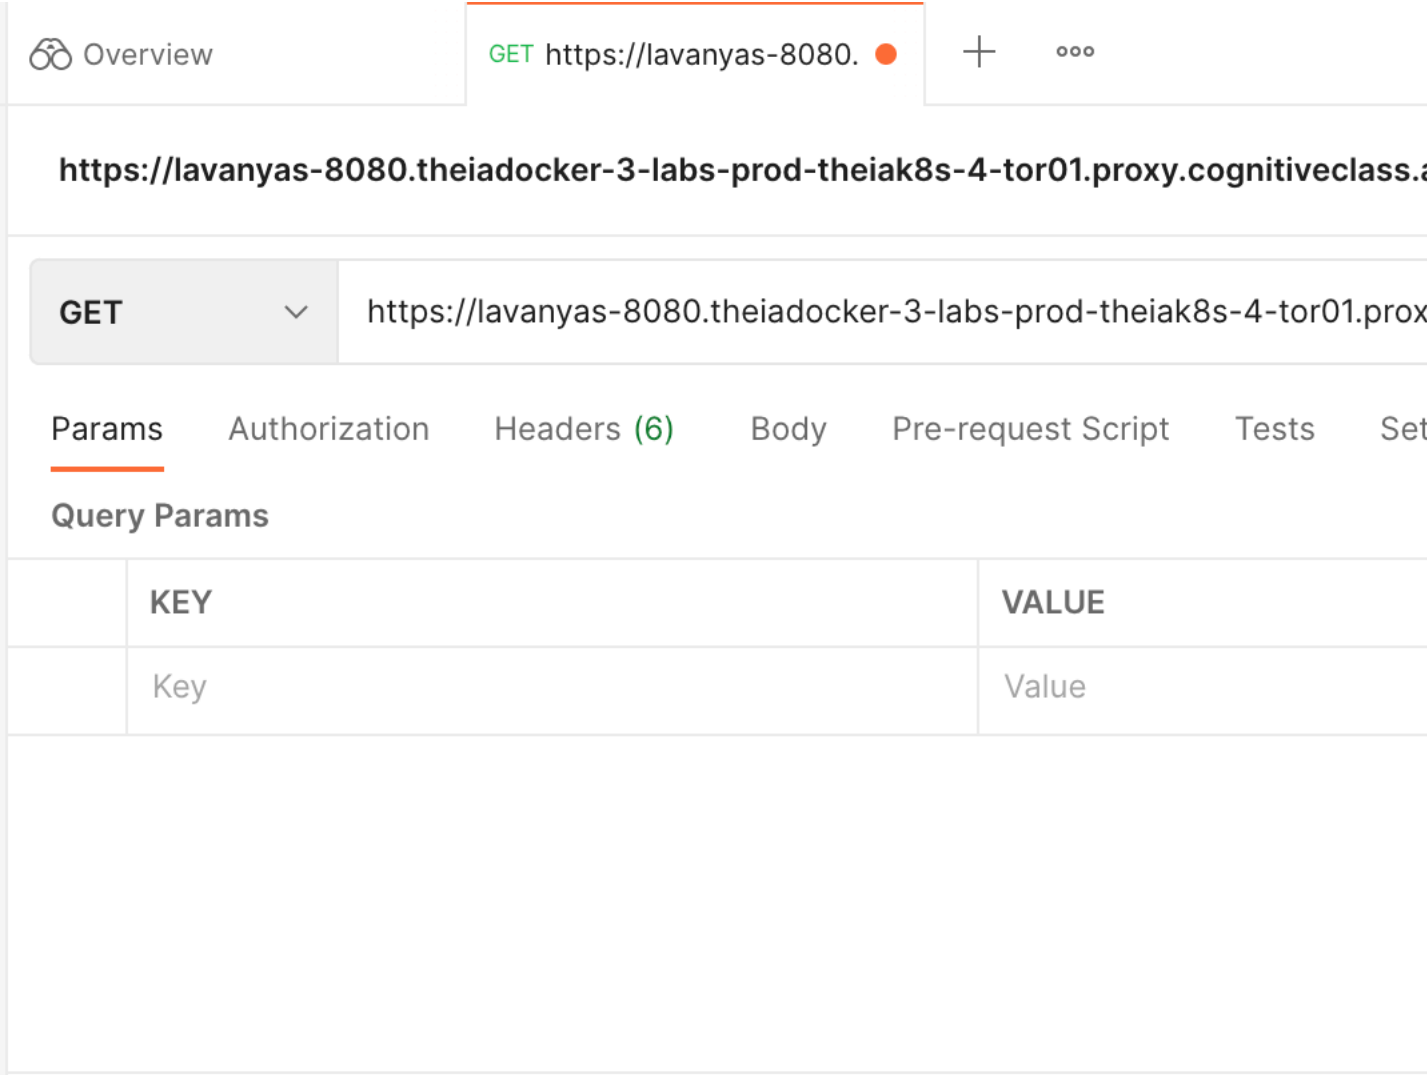 Overview
GET https://lavanyas-8080.
https://lavanyas-8080.theiadocker-3-labs-prod-theiak8s-4-tor01.proxy.cognitiveclass.a
GET https://lavanyas-8080.theiadocker-3-labs-prod-theiak8s-4-tor01.prox
Params Authorization Headers (6) Body Pre-request Script Tests Set
Query Params
KEY VALUE
Key Value